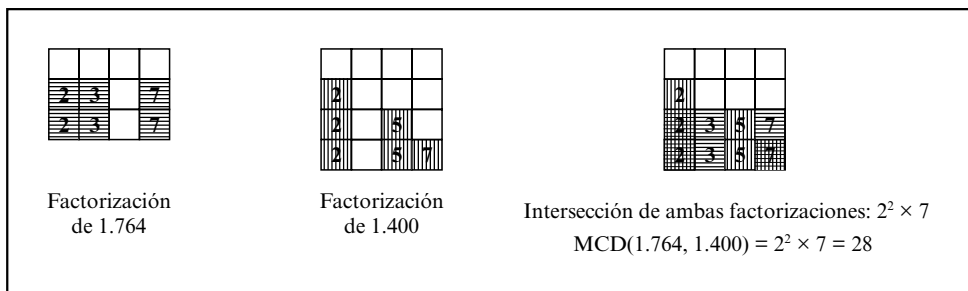 2 3 7
2 3 7
Factorización
de 1.764
2
2 5
2 5 7
Factorización
de 1.400
2
2 3 5 7
2 3 5 7
Intersección de ambas factorizaciones: 2² × 7
MCD(1.764, 1.400) = 2² × 7 = 28